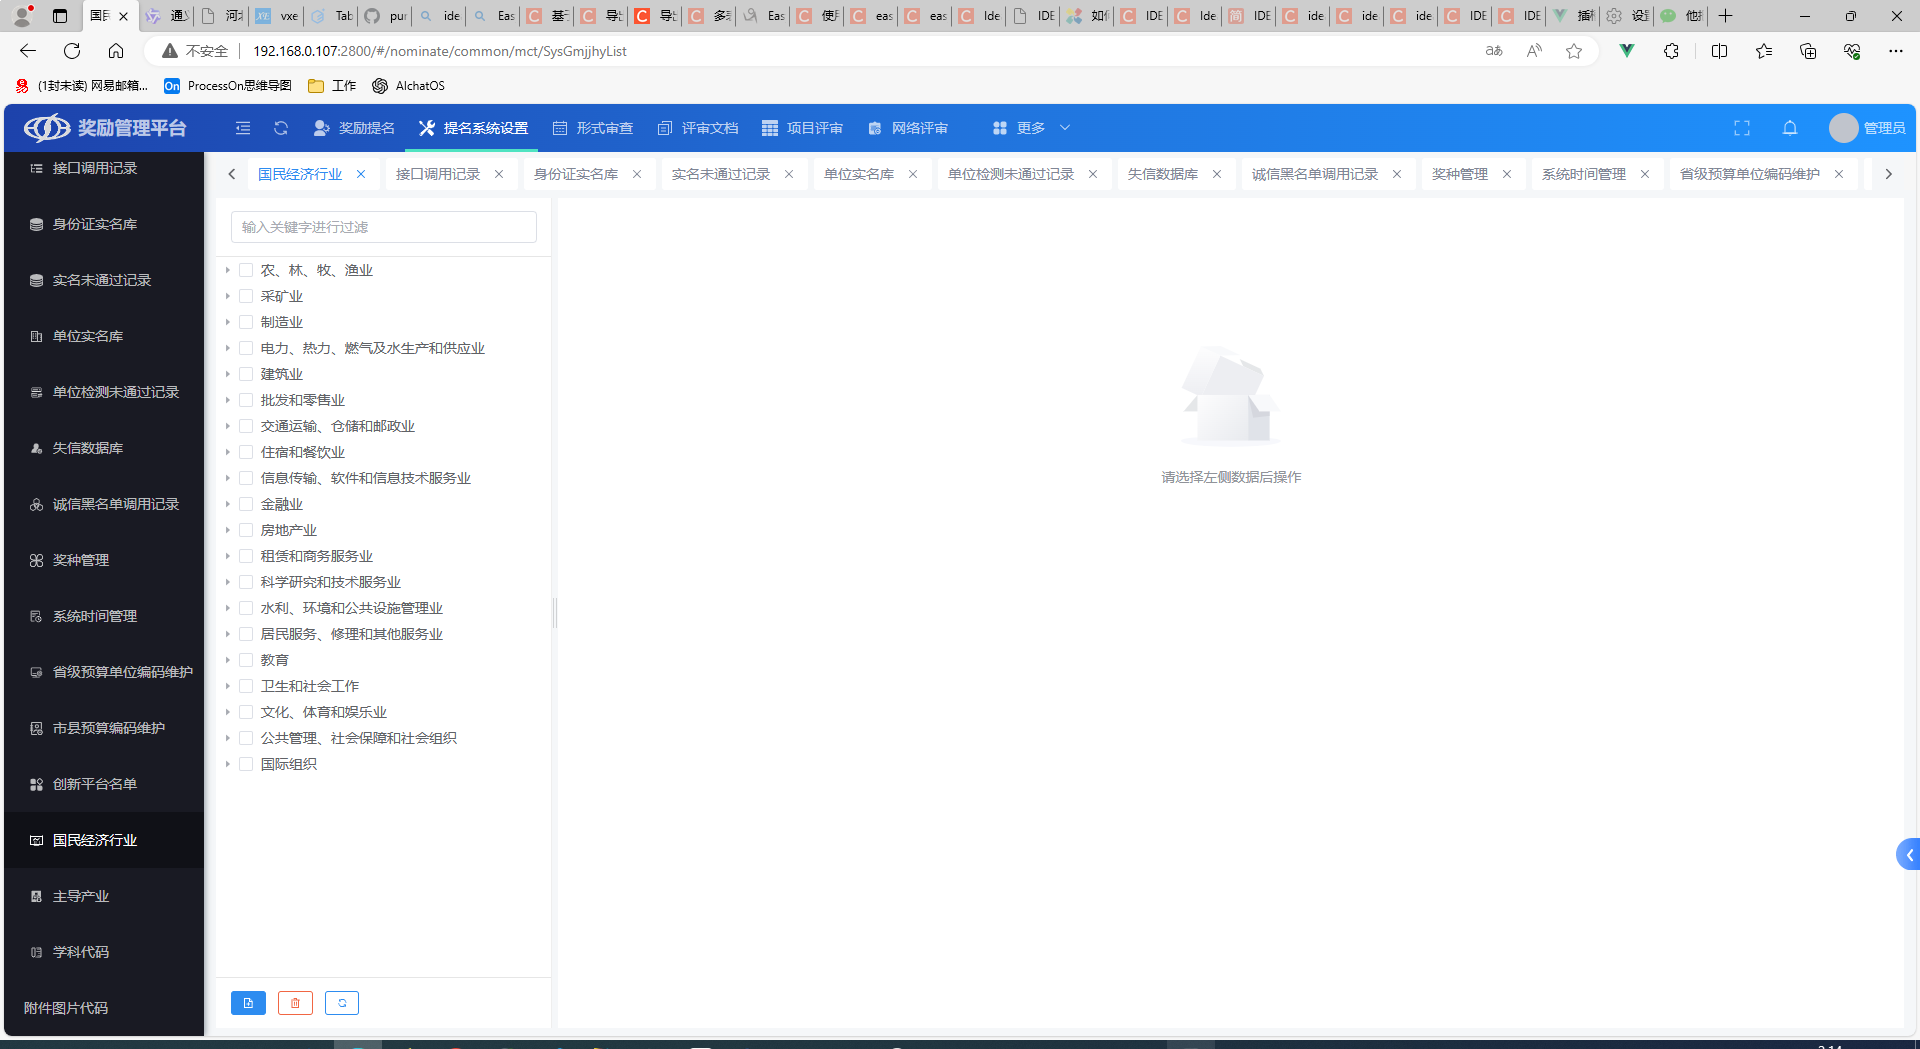 国民
通义
河北
vxe
Tab
pur
ide
Eas
基于
导出
导出
多级
Eas
使用
eas
eas
Ide
IDE
如何
IDE
Ide
IDE
ide
ide
ide
IDE
IDE
插槽
设置
不安全
192.168.0.107:2800/#/nominate/common/mct/SysGmjjhyList
(1封未读) 网易邮箱...
On ProcessOn思维导图
工作
AIchatOS
奖励管理平台
奖励提名
提名系统设置
形式审查
评审文档
项目评审
网络评审
更多
管理员
接口调用记录
身份证实名库
实名未通过记录
单位实名库
单位检测未通过记录
失信数据库
诚信黑名单调用记录
奖种管理
系统时间管理
省级预算单位编码维护
市县预算编码维护
创新平台名单
国民经济行业
主导产业
学科代码
附件图片代码
国民经济行业
接口调用记录
身份证实名库
实名未通过记录
单位实名库
单位检测未通过记录
失信数据库
诚信黑名单调用记录
奖种管理
系统时间管理
省级预算单位编码维护
输入关键字进行过滤
农、林、牧、渔业
采矿业
制造业
电力、热力、燃气及水生产和供应业
建筑业
批发和零售业
交通运输、仓储和邮政业
住宿和餐饮业
信息传输、软件和信息技术服务业
金融业
房地产业
租赁和商务服务业
科学研究和技术服务业
水利、环境和公共设施管理业
居民服务、修理和其他服务业
教育
卫生和社会工作
文化、体育和娱乐业
公共管理、社会保障和社会组织
国际组织
请选择左侧数据后操作